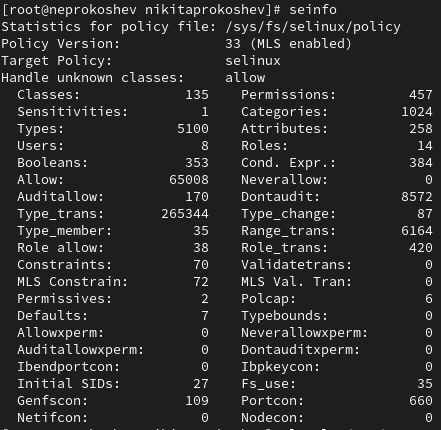 [root@neprokoshev nikitaprokoshev]# seinfo
Statistics for policy file: /sys/fs/selinux/policy
Policy Version: 33 (MLS enabled)
Target Policy: selinux
Handle unknown classes: allow
Classes: 135 Permissions: 457
Sensitivities: 1 Categories: 1024
Types: 5100 Attributes: 258
Users: 8 Roles: 14
Booleans: 353 Cond. Expr.: 384
Allow: 65008 Neverallow: 0
Auditallow: 170 Dontaudit: 8572
Type_trans: 265344 Type_change: 87
Type_member: 35 Range_trans: 6164
Role allow: 38 Role_trans: 420
Constraints: 70 Validatetrans: 0
MLS Constrain: 72 MLS Val. Tran: 0
Permissives: 2 Polcap: 6
Defaults: 7 Typebounds: 0
Allowxperm: 0 Neverallowxperm: 0
Auditallowxperm: 0 Dontauditxperm: 0
Ibendportcon: 0 Ibpkeycon: 0
Initial SIDs: 27 Fs_use: 35
Genfscon: 109 Portcon: 660
Netifcon: 0 Nodecon: 0